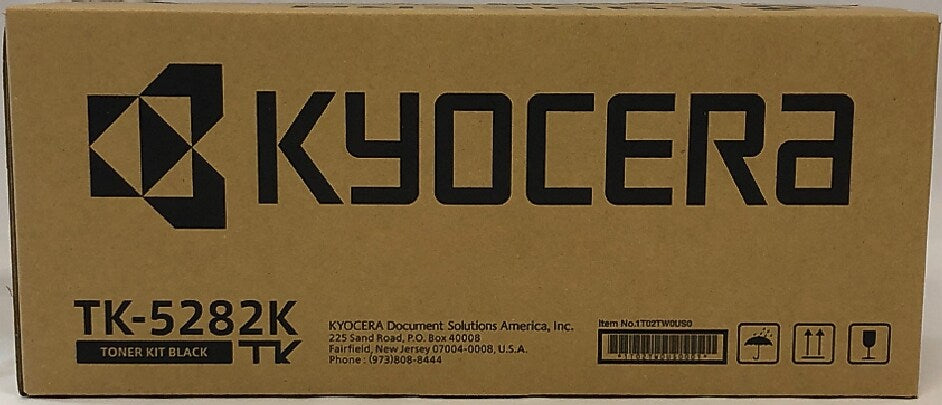 KYOCERA
TK-5282K
TONER KIT BLACK
TK
KYOCERA Document Solutions America, Inc.
225 Sand Road, P.O. Box 40008
Fairfield, New Jersey 07004-0008, U.S.A.
Phone : (973)808-8444
Item No.1T02TW0US0